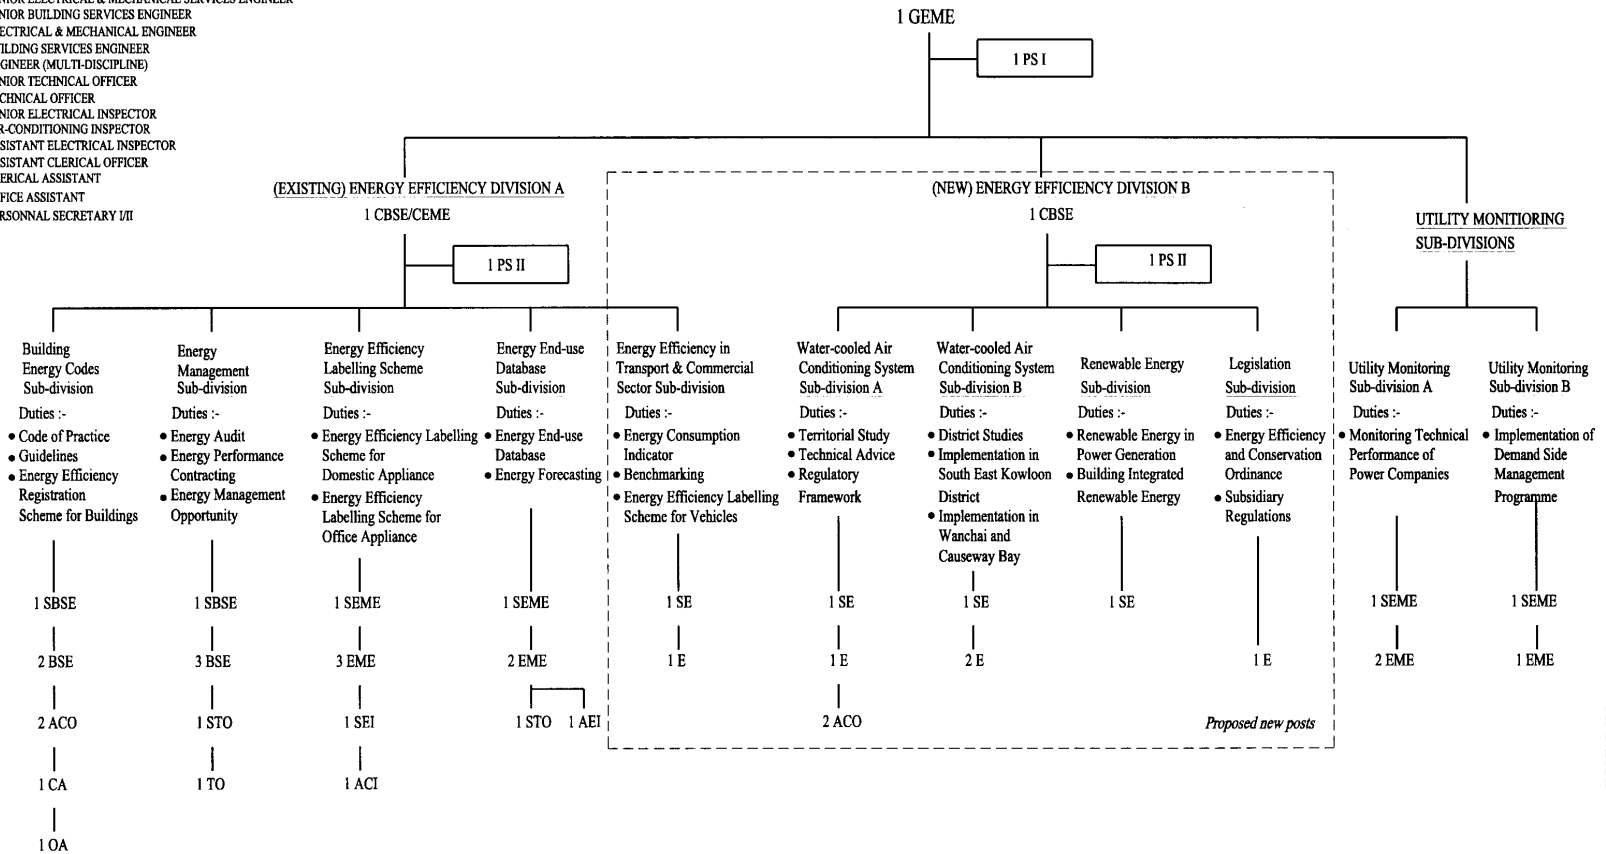 NIOR BUILDING SERVICES ENGINEER
ECTRICAL & MECHANICAL ENGINEER
ILDING SERVICES ENGINEER
GINEER (MULTI-DISCIPLINE)
NIOR TECHNICAL OFFICER
CHNICAL OFFICER
NIOR ELECTRICAL INSPECTOR
R-CONDITIONING INSPECTOR
SISTANT ELECTRICAL INSPECTOR
SISTANT CLERICAL OFFICER
ERICAL ASSISTANT
FICE ASSISTANT
RSONNAL SECRETARY I/II
1 GEME
1 PS I
(EXISTING) ENERGY EFFICIENCY DIVISION A
1 CBSE/CEME
1 PS II
(NEW) ENERGY EFFICIENCY DIVISION B
1 CBSE
1 PS II
UTILITY MONITIORING
SUB-DIVISIONS
Building
Energy Codes
Sub-division
Duties :-
• Code of Practice
• Guidelines
• Energy Efficiency
Registration
Scheme for Buildings
1 SBSE
2 BSE
2 ACO
1 CA
1 OA
Energy
Management
Sub-division
Duties :-
• Energy Audit
• Energy Performance
Contracting
• Energy Management
Opportunity
1 SBSE
3 BSE
1 STO
1 TO
Energy Efficiency
Labelling Scheme
Sub-division
Duties :-
• Energy Efficiency Labelling
Scheme for
Domestic Appliance
• Energy Efficiency
Labelling Scheme for
Office Appliance
1 SEME
3 EME
1 SEI
1 ACI
Energy End-use
Database
Sub-division
Duties :-
• Energy End-use
Database
• Energy Forecasting
1 SEME
2 EME
1 STO 1 AEI
Energy Efficiency in
Transport & Commercial
Sector Sub-division
Duties :-
• Energy Consumption
Indicator
• Benchmarking
• Energy Efficiency Labelling
Scheme for Vehicles
1 SE
1 E
Water-cooled Air
Conditioning System
Sub-division A
Duties :-
• Territorial Study
• Technical Advice
• Regulatory
Framework
1 SE
1 E
2 ACO
Water-cooled Air
Conditioning System
Sub-division B
Duties :-
• District Studies
• Implementation in
South East Kowloon
District
• Implementation in
Wanchai and
Causeway Bay
1 SE
2 E
Renewable Energy
Sub-division
Duties :-
• Renewable Energy in
Power Generation
• Building Integrated
Renewable Energy
1 SE
Legislation
Sub-division
Duties :-
• Energy Efficiency
and Conservation
Ordinance
• Subsidiary
Regulations
1 E
Proposed new posts
Utility Monitoring
Sub-division A
Duties :-
• Monitoring Technical
Performance of
Power Companies
1 SEME
2 EME
Utility Monitoring
Sub-division B
Duties :-
• Implementation of
Demand Side
Management
Programme
1 SEME
1 EME